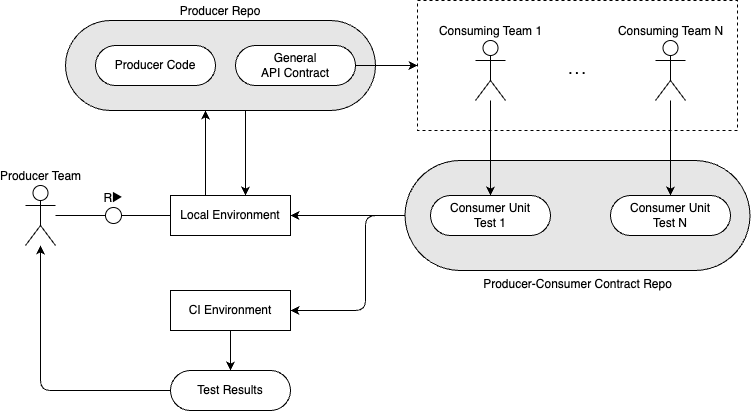 Producer Repo
Producer Code
General
API Contract
Consuming Team 1
Consuming Team N
...
Producer Team
R▶
Local Environment
Consumer Unit
Test 1
Consumer Unit
Test N
Producer-Consumer Contract Repo
CI Environment
Test Results